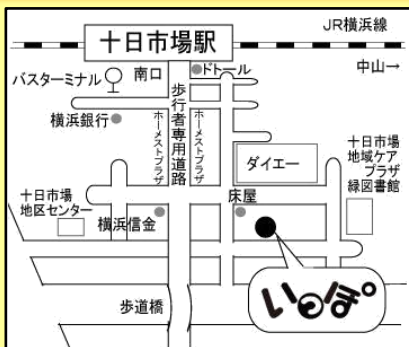 JR横浜線
十日市場駅
中山→
バスターミナル
南口
ドトール
横浜銀行
歩行者専用道路
ホーメストプラザ
ホーメストプラザ
ダイエー
十日市場
地域ケア
プラザ
緑図書館
十日市場
地区センター
横浜信金
床屋
いっぽ°
歩道橋